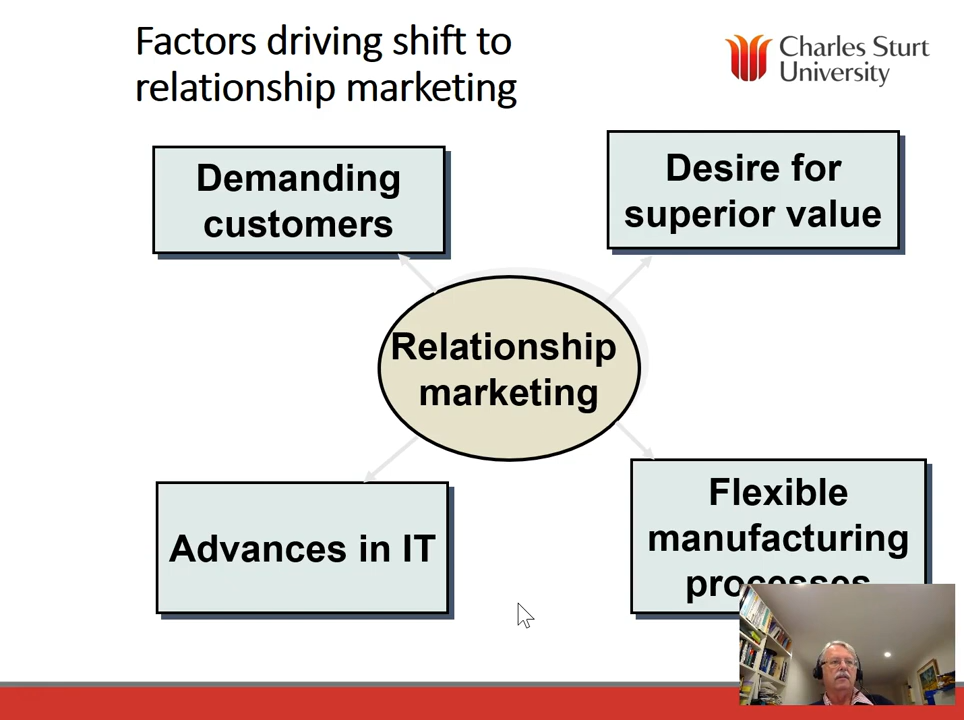 Factors driving shift to
relationship marketing
Charles Sturt
University
Demanding
customers
Desire for
superior value
Relationship
marketing
Advances in IT
Flexible
manufacturing
processes